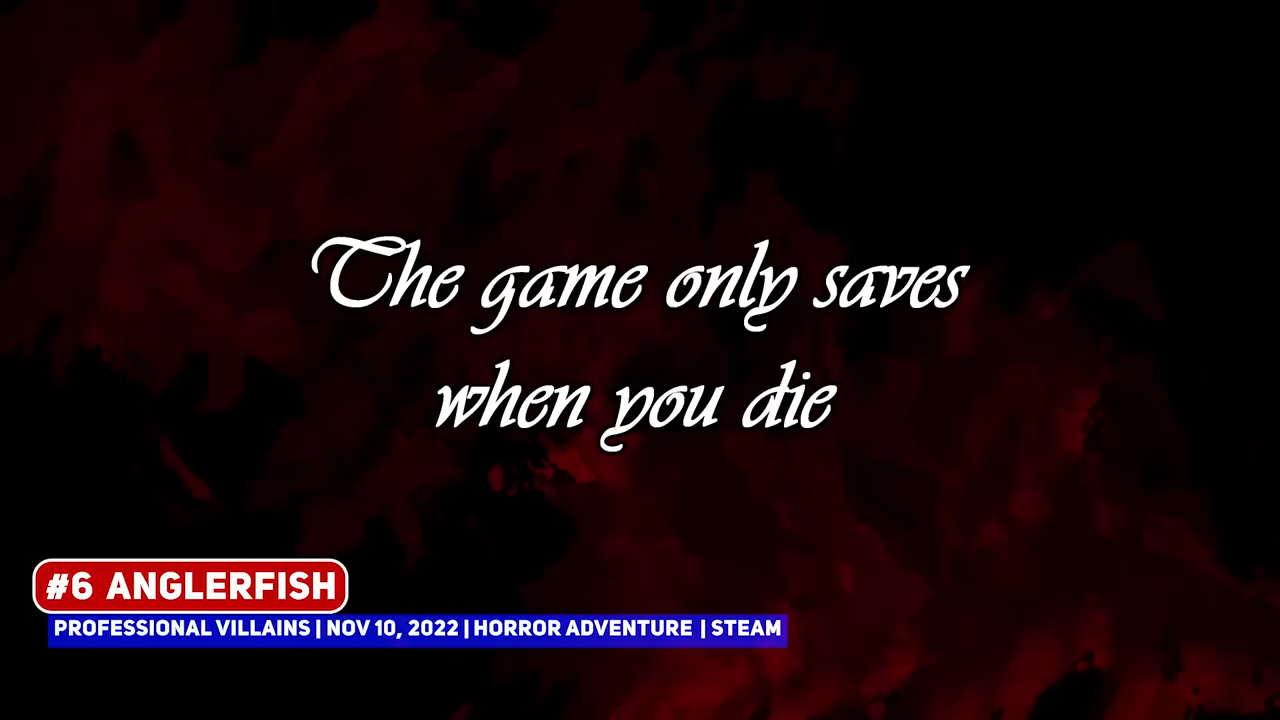 The game only saves
when you die
#6 ANGLERFISH
PROFESSIONAL VILLAINS | NOV 10, 2022 | HORROR ADVENTURE | STEAM